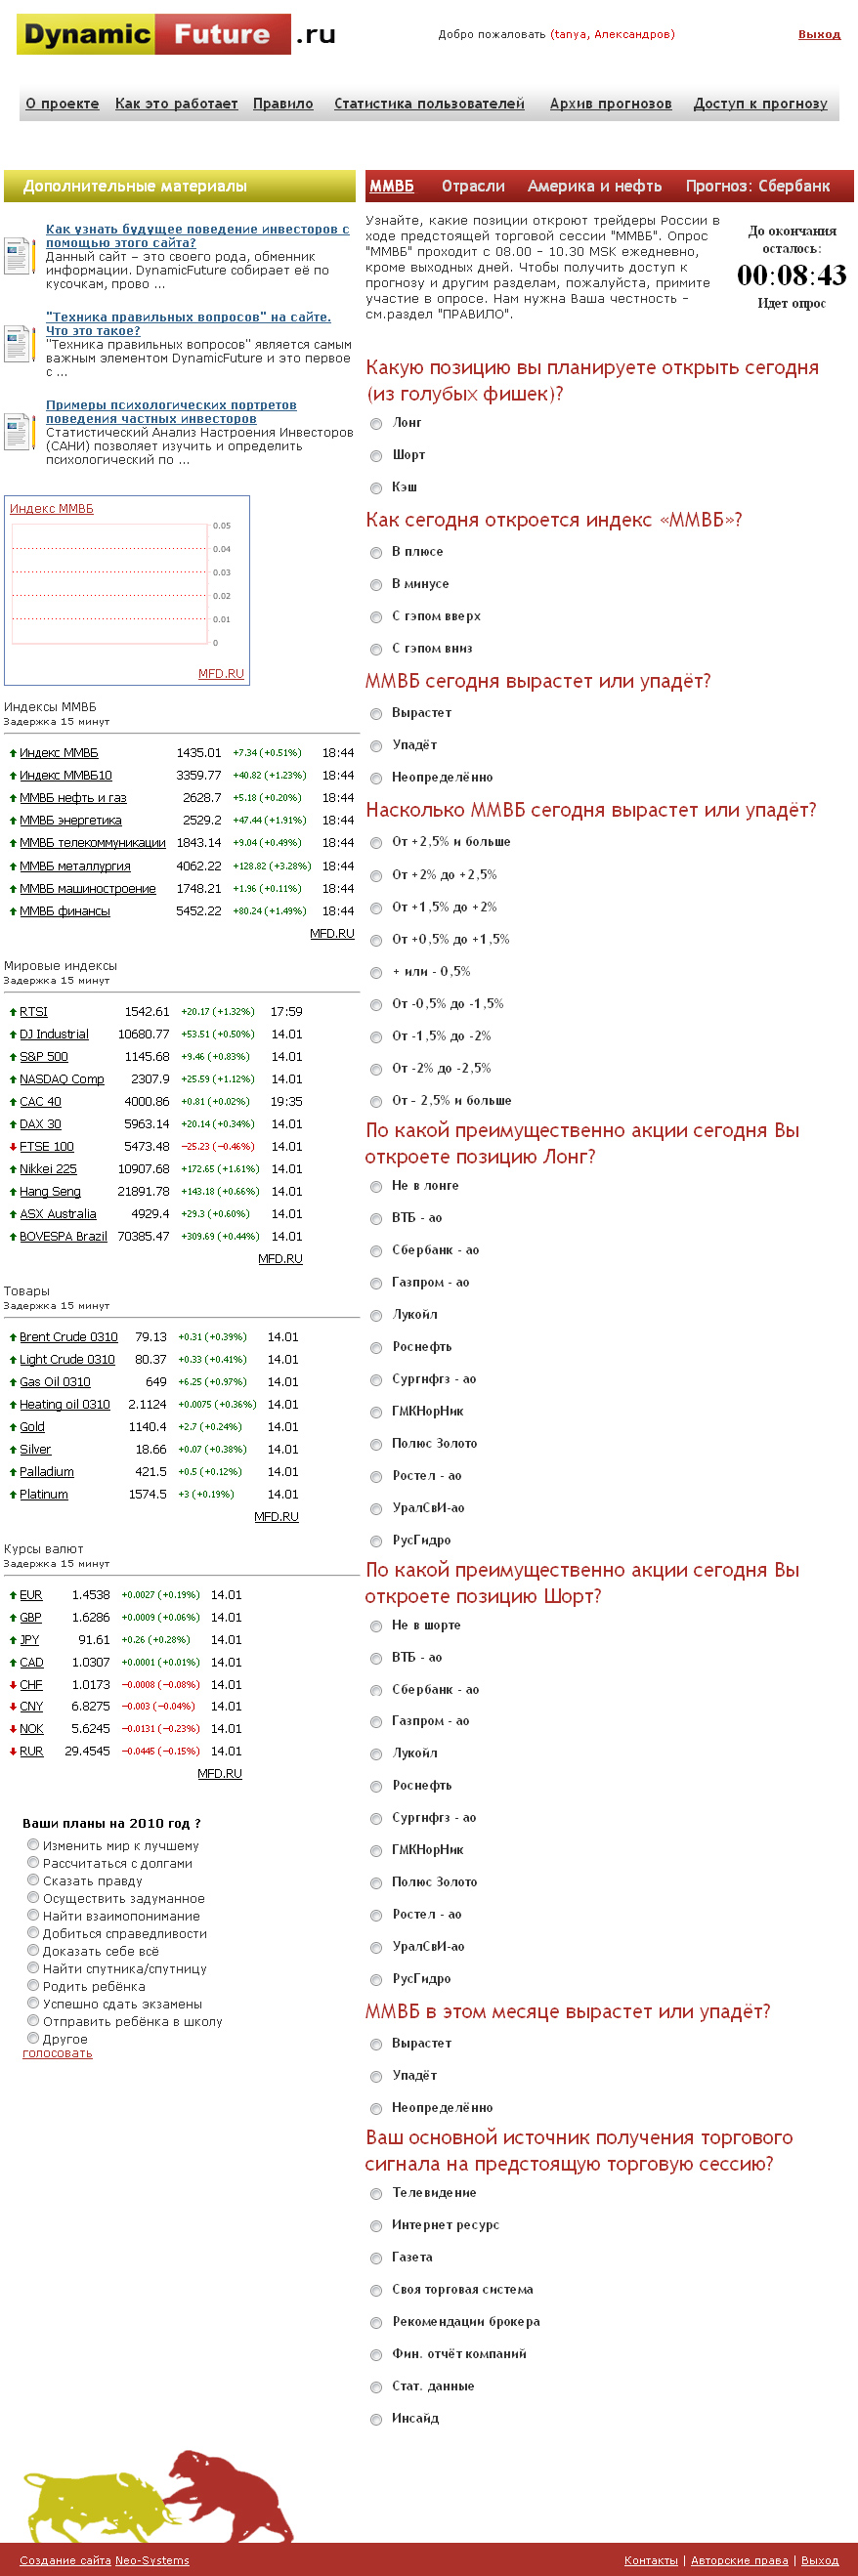 Dynamic Future .ru
Добро пожаловать (tanya, Александров)
Выход
О проекте Как это работает Правило Статистика пользователей Архив прогнозов Доступ к прогнозу
Дополнительные материалы
Как узнать будущее поведение инвесторов с
помощью этого сайта?
Данный сайт – это своего рода, обменник
информации. DynamicFuture собирает её по
кусочкам, прово ...
"Техника правильных вопросов" на сайте.
Что это такое?
"Техника правильных вопросов" является самым
важным элементом DynamicFuture и это первое
с ...
Примеры психологических портретов
поведения частных инвесторов
Статистический Анализ Настроения Инвесторов
(САНИ) позволяет изучить и определить
психологический по ...
Индекс ММВБ
0.05
0.04
0.03
0.02
0.01
0
MFD.RU
Индексы ММВБ
Задержка 15 минут
Индекс ММВБ 1435.01 +7.34 (+0.51%) 18:44
Индекс ММВБ10 3359.77 +40.82 (+1.23%) 18:44
ММВБ нефть и газ 2628.7 +5.18 (+0.20%) 18:44
ММВБ энергетика 2529.2 +47.44 (+1.91%) 18:44
ММВБ телекоммуникации 1843.14 +9.04 (+0.49%) 18:44
ММВБ металлургия 4062.22 +128.82 (+3.28%) 18:44
ММВБ машиностроение 1748.21 +1.96 (+0.11%) 18:44
ММВБ финансы 5452.22 +80.24 (+1.49%) 18:44
MFD.RU
Мировые индексы
Задержка 15 минут
RTSI 1542.61 +20.17 (+1.32%) 17:59
DJ Industrial 10680.77 +53.51 (+0.50%) 14.01
S&P 500 1145.68 +9.46 (+0.83%) 14.01
NASDAQ Comp 2307.9 +25.59 (+1.12%) 14.01
CAC 40 4000.86 +0.81 (+0.02%) 19:35
DAX 30 5963.14 +20.14 (+0.34%) 14.01
FTSE 100 5473.48 −25.23 (−0.46%) 14.01
Nikkei 225 10907.68 +172.65 (+1.61%) 14.01
Hang Seng 21891.78 +143.18 (+0.66%) 14.01
ASX Australia 4929.4 +29.3 (+0.60%) 14.01
BOVESPA Brazil 70385.47 +309.69 (+0.44%) 14.01
MFD.RU
Товары
Задержка 15 минут
Brent Crude 0310 79.13 +0.31 (+0.39%) 14.01
Light Crude 0310 80.37 +0.33 (+0.41%) 14.01
Gas Oil 0310 649 +6.25 (+0.97%) 14.01
Heating oil 0310 2.1124 +0.0075 (+0.36%) 14.01
Gold 1140.4 +2.7 (+0.24%) 14.01
Silver 18.66 +0.07 (+0.38%) 14.01
Palladium 421.5 +0.5 (+0.12%) 14.01
Platinum 1574.5 +3 (+0.19%) 14.01
MFD.RU
Курсы валют
Задержка 15 минут
EUR 1.4538 +0.0027 (+0.19%) 14.01
GBP 1.6286 +0.0009 (+0.06%) 14.01
JPY 91.61 +0.26 (+0.28%) 14.01
CAD 1.0307 +0.0001 (+0.01%) 14.01
CHF 1.0173 −0.0008 (−0.08%) 14.01
CNY 6.8275 −0.003 (−0.04%) 14.01
NOK 5.6245 −0.0131 (−0.23%) 14.01
RUR 29.4545 −0.0445 (−0.15%) 14.01
MFD.RU
Ваши планы на 2010 год ?
Изменить мир к лучшему
Рассчитаться с долгами
Сказать правду
Осуществить задуманное
Найти взаимопонимание
Добиться справедливости
Доказать себе всё
Найти спутника/спутницу
Родить ребёнка
Успешно сдать экзамены
Отправить ребёнка в школу
Другое
голосовать
ММВБ Отрасли Америка и нефть Прогноз: Сбербанк
Узнайте, какие позиции откроют трейдеры России в
ходе предстоящей торговой сессии "ММВБ". Опрос
"ММВБ" проходит с 08.00 – 10.30 MSK ежедневно,
кроме выходных дней. Чтобы получить доступ к
прогнозу и другим разделам, пожалуйста, примите
участие в опросе. Нам нужна Ваша честность –
см.раздел "ПРАВИЛО".
До окончания
осталось:
00:08:43
Идет опрос
Какую позицию вы планируете открыть сегодня
(из голубых фишек)?
Лонг
Шорт
Кэш
Как сегодня откроется индекс «ММВБ»?
В плюсе
В минусе
С гэпом вверх
С гэпом вниз
ММВБ сегодня вырастет или упадёт?
Вырастет
Упадёт
Неопределённо
Насколько ММВБ сегодня вырастет или упадёт?
От +2,5% и больше
От +2% до +2,5%
От +1,5% до +2%
От +0,5% до +1,5%
+ или - 0,5%
От -0,5% до -1,5%
От -1,5% до -2%
От -2% до -2,5%
От - 2,5% и больше
По какой преимущественно акции сегодня Вы
откроете позицию Лонг?
Не в лонге
ВТБ - ао
Сбербанк - ао
Газпром - ао
Лукойл
Роснефть
Сургнфгз - ао
ГМКНорНик
Полюс Золото
Ростел - ао
УралСвИ-ао
РусГидро
По какой преимущественно акции сегодня Вы
откроете позицию Шорт?
Не в шорте
ВТБ - ао
Сбербанк - ао
Газпром - ао
Лукойл
Роснефть
Сургнфгз - ао
ГМКНорНик
Полюс Золото
Ростел - ао
УралСвИ-ао
РусГидро
ММВБ в этом месяце вырастет или упадёт?
Вырастет
Упадёт
Неопределённо
Ваш основной источник получения торгового
сигнала на предстоящую торговую сессию?
Телевидение
Интернет ресурс
Газета
Своя торговая система
Рекомендации брокера
Фин. отчёт компаний
Стат. данные
Инсайд
Создание сайта Neo-Systems
Контакты | Авторские права | Выход